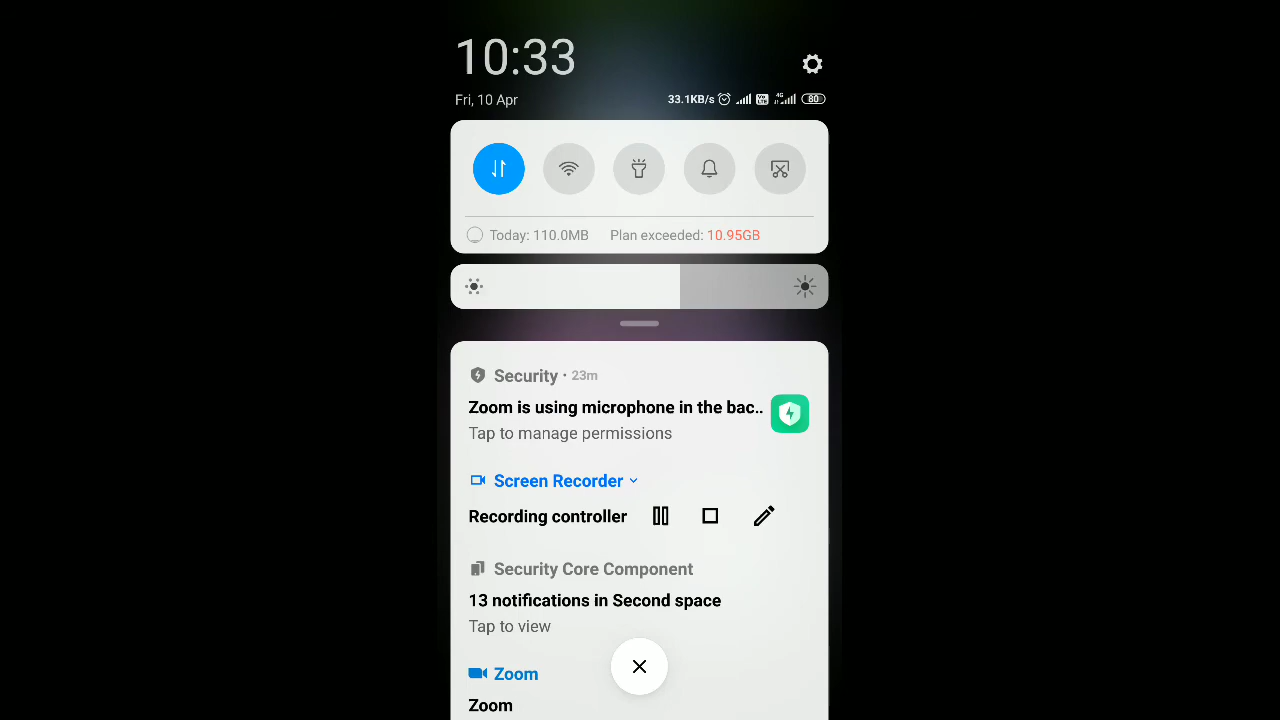 10:33
Fri, 10 Apr
33.1KB/s 4G 80
Today: 110.0MB Plan exceeded: 10.95GB
Security • 23m
Zoom is using microphone in the bac..
Tap to manage permissions
Screen Recorder
Recording controller
Security Core Component
13 notifications in Second space
Tap to view
Zoom
Zoom